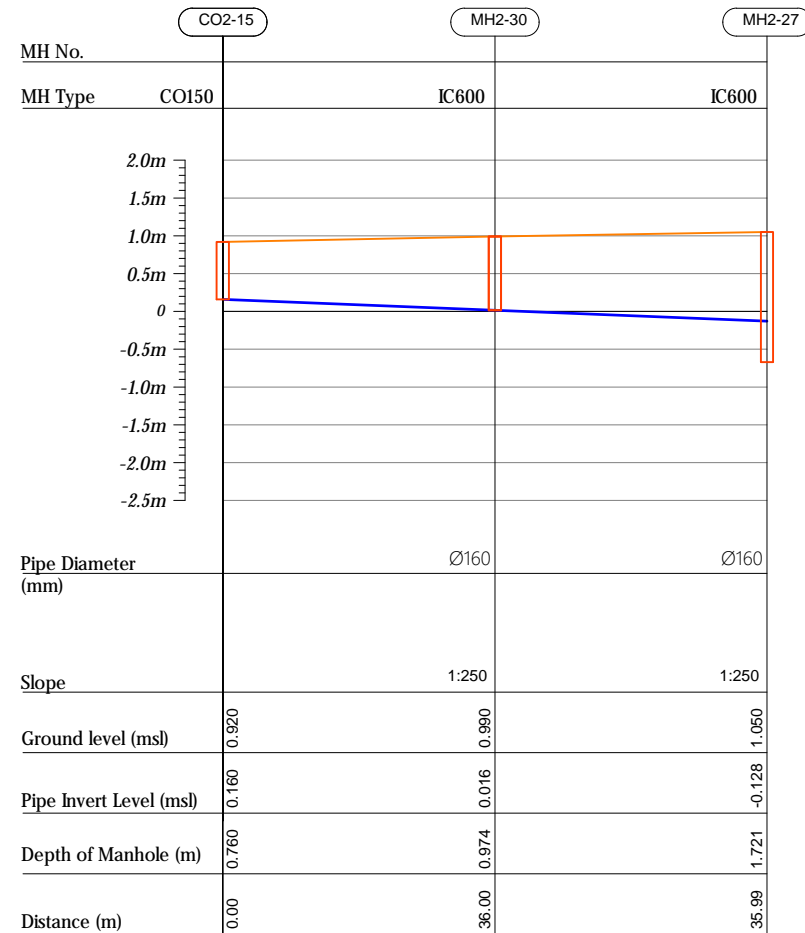 CO2-15 MH2-30 MH2-27
MH No.
MH Type CO150 IC600 IC600
2.0m
1.5m
1.0m
0.5m
0
-0.5m
-1.0m
-1.5m
-2.0m
-2.5m
Pipe Diameter Ø160 Ø160
(mm)
Slope 1:250 1:250
Ground level (msl) 0.920 0.990 1.050
Pipe Invert Level (msl) 0.160 0.016 -0.128
Depth of Manhole (m) 0.760 0.974 1.721
Distance (m) 0.00 36.00 35.99